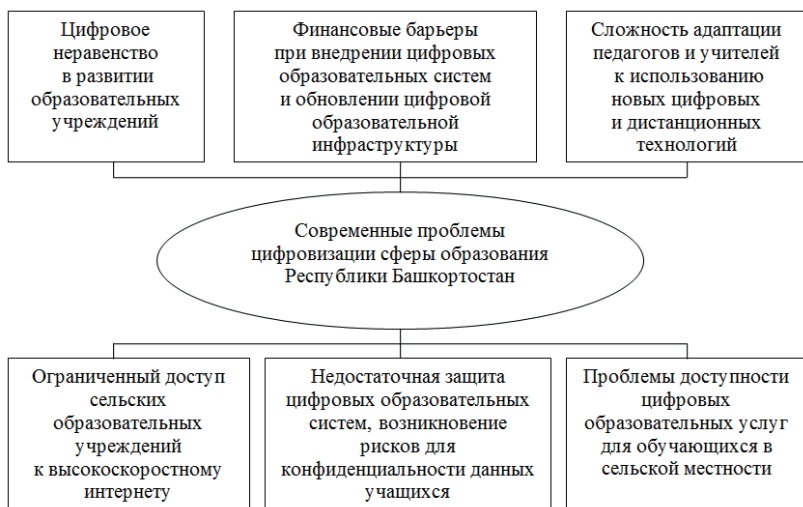 Цифровое
неравенство
в развитии
образовательных
учреждений
Финансовые барьеры
при внедрении цифровых
образовательных систем
и обновлении цифровой
образовательной
инфраструктуры
Сложность адаптации
педагогов и учителей
к использованию
новых цифровых
и дистанционных
технологий
Современные проблемы
цифровизации сферы образования
Республики Башкортостан
Ограниченный доступ
сельских
образовательных
учреждений
к высокоскоростному
интернету
Недостаточная защита
цифровых образовательных
систем, возникновение
рисков для
конфиденциальности данных
учащихся
Проблемы доступности
цифровых
образовательных услуг
для обучающихся в
сельской местности